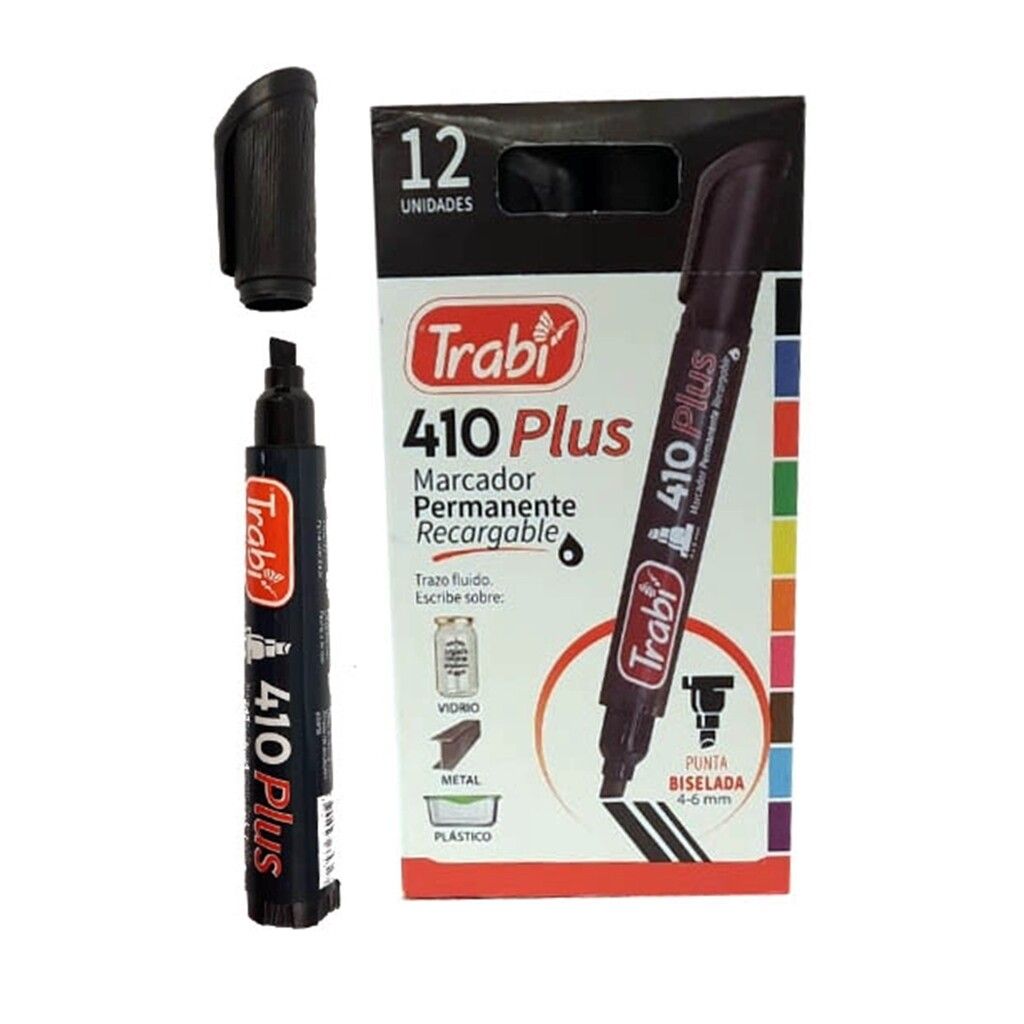 12
UNIDADES
Trabi
410 Plus
Marcador
Permanente
Recargable
Trazo fluido.
Escribe sobre:
VIDRIO
METAL
PLÁSTICO
Trabi
410 Plus
Marcador Permanente Recargable
PUNTA
BISELADA
4-6 mm
Trabi
410 Plus